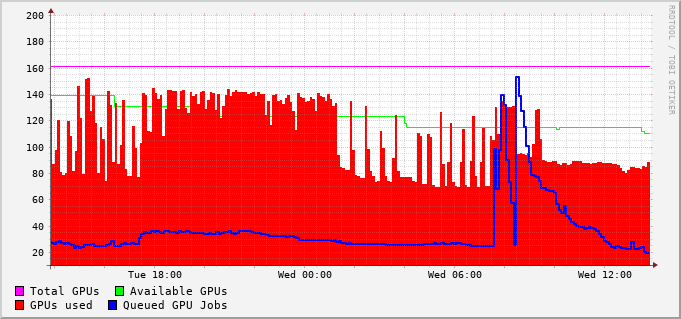 200
180
160
140
120
100
80
60
40
20
Tue 18:00
Wed 00:00
Wed 06:00
Wed 12:00
Total GPUs
Available GPUs
GPUs used
Queued GPU Jobs
RRDTOOL / TOBI OETIKER